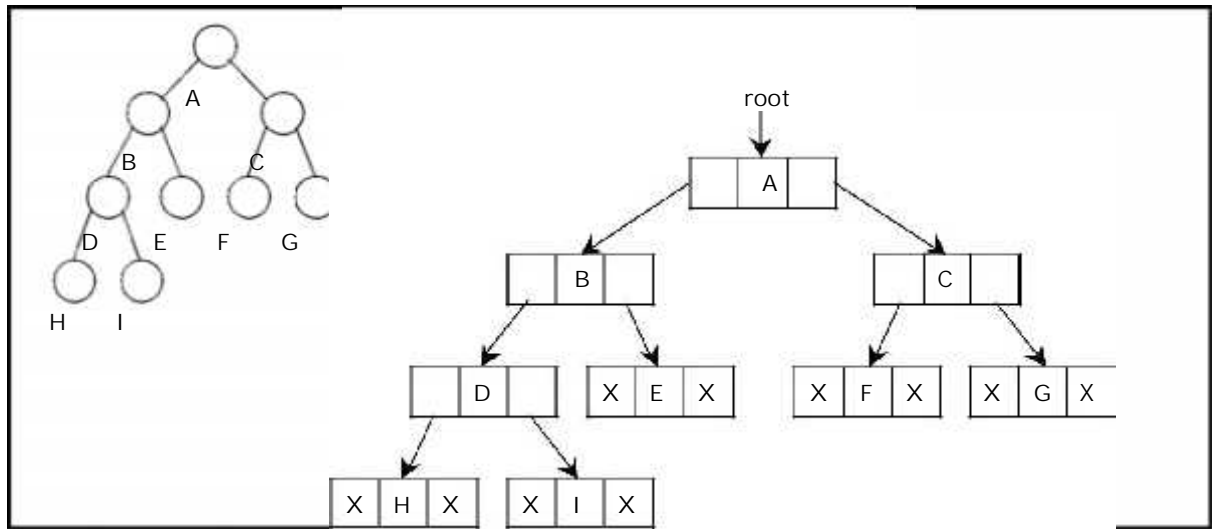 A
B C
D E F G
H I
root
A
B
C
D
X E X
X F X
X G X
X H X
X I X